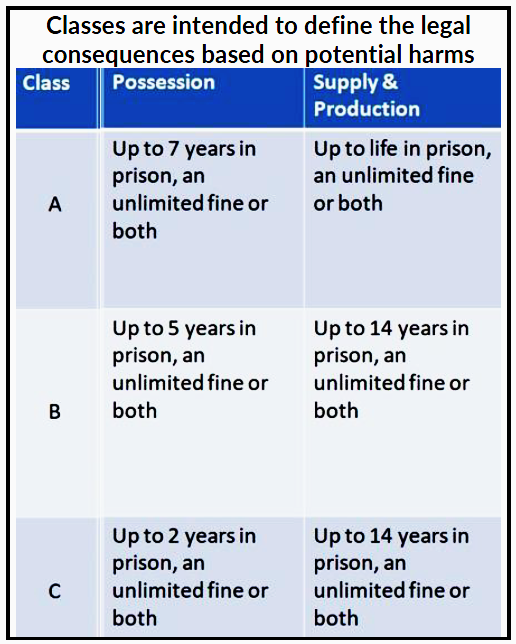 Classes are intended to define the legal
consequences based on potential harms
Class
Possession
Supply &
Production
A
Up to 7 years in
prison, an
unlimited fine or
both
Up to life in prison,
an unlimited fine
or both
B
Up to 5 years in
prison, an
unlimited fine or
both
Up to 14 years in
prison, an
unlimited fine or
both
C
Up to 2 years in
prison, an
unlimited fine or
both
Up to 14 years in
prison, an
unlimited fine or
both